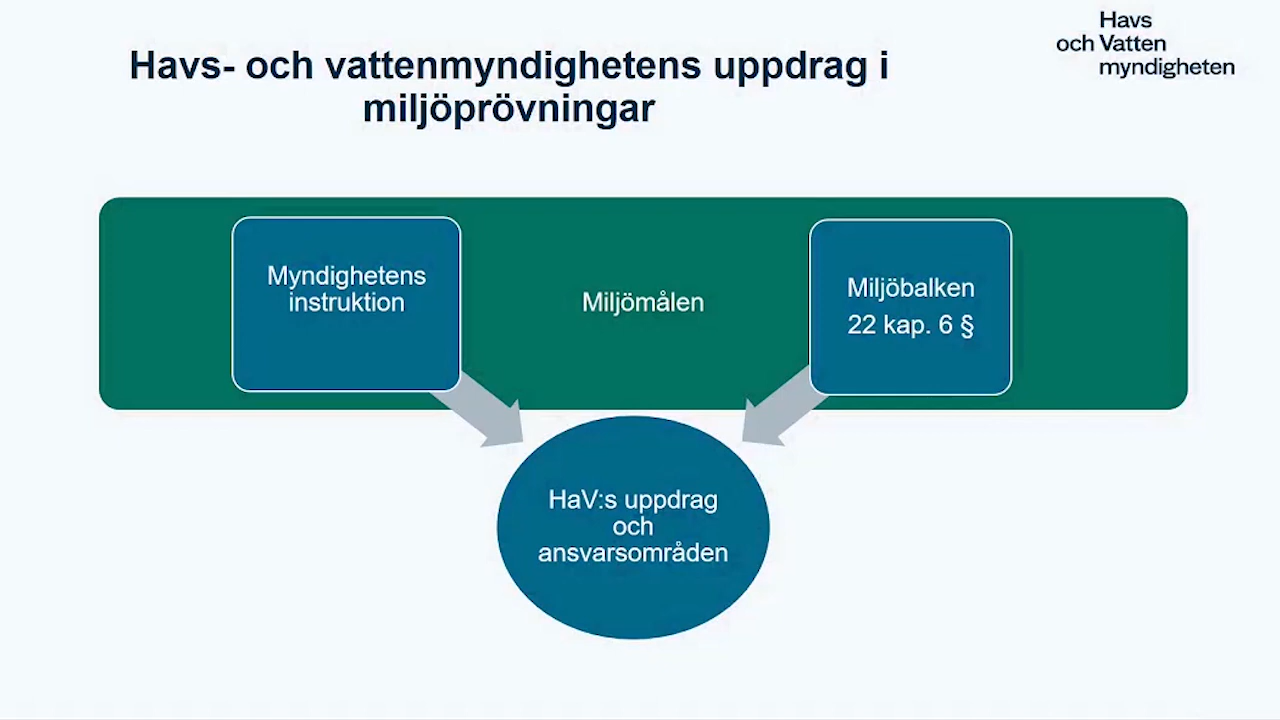 Havs
och Vatten
myndigheten
Havs- och vattenmyndighetens uppdrag i
miljöprövningar
Myndighetens
instruktion
Miljömålen
Miljöbalken
22 kap. 6 §
HaV:s uppdrag
och
ansvarsområden